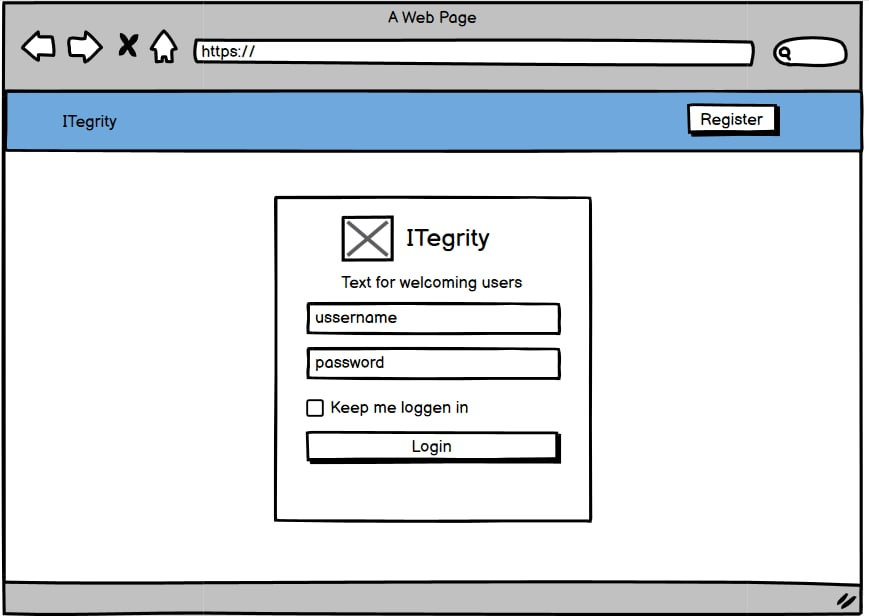 A Web Page
https://
ITegrity
Register
ITegrity
Text for welcoming users
ussername
password
Keep me loggen in
Login